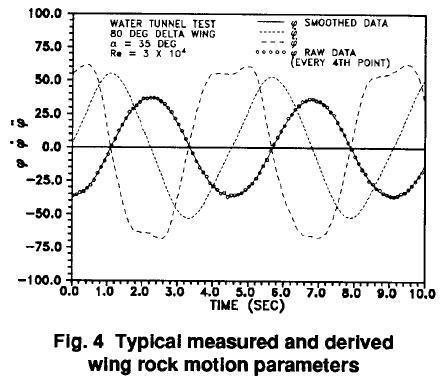 100.0
WATER TUNNEL TEST
80 DEG DELTA WING
α = 35 DEG
Re = 3 X 10⁴
φ SMOOTHED DATA
φ̇
φ̈
φ RAW DATA
(EVERY 4TH POINT)
75.0
50.0
25.0
φ φ̇ φ̈
0.0
-25.0
-50.0
-75.0
-100.0
0.0 1.0 2.0 3.0 4.0 5.0 6.0 7.0 8.0 9.0 10.0
TIME (SEC)
Fig. 4 Typical measured and derived
wing rock motion parameters